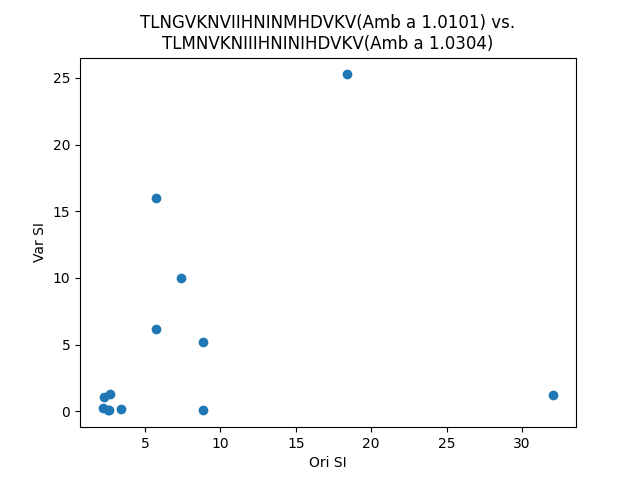 TLNGVKNVIIHNINMHDVKV(Amb a 1.0101) vs.
TLMNVKNIIIHNINIHDVKV(Amb a 1.0304)
25
20
15
10
5
0
Var SI
5 10 15 20 25 30
Ori SI